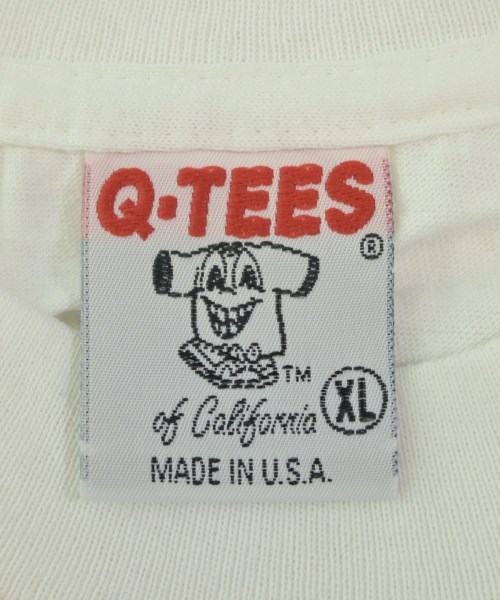 Q-TEES
®
TM
of California
XL
MADE IN U.S.A.